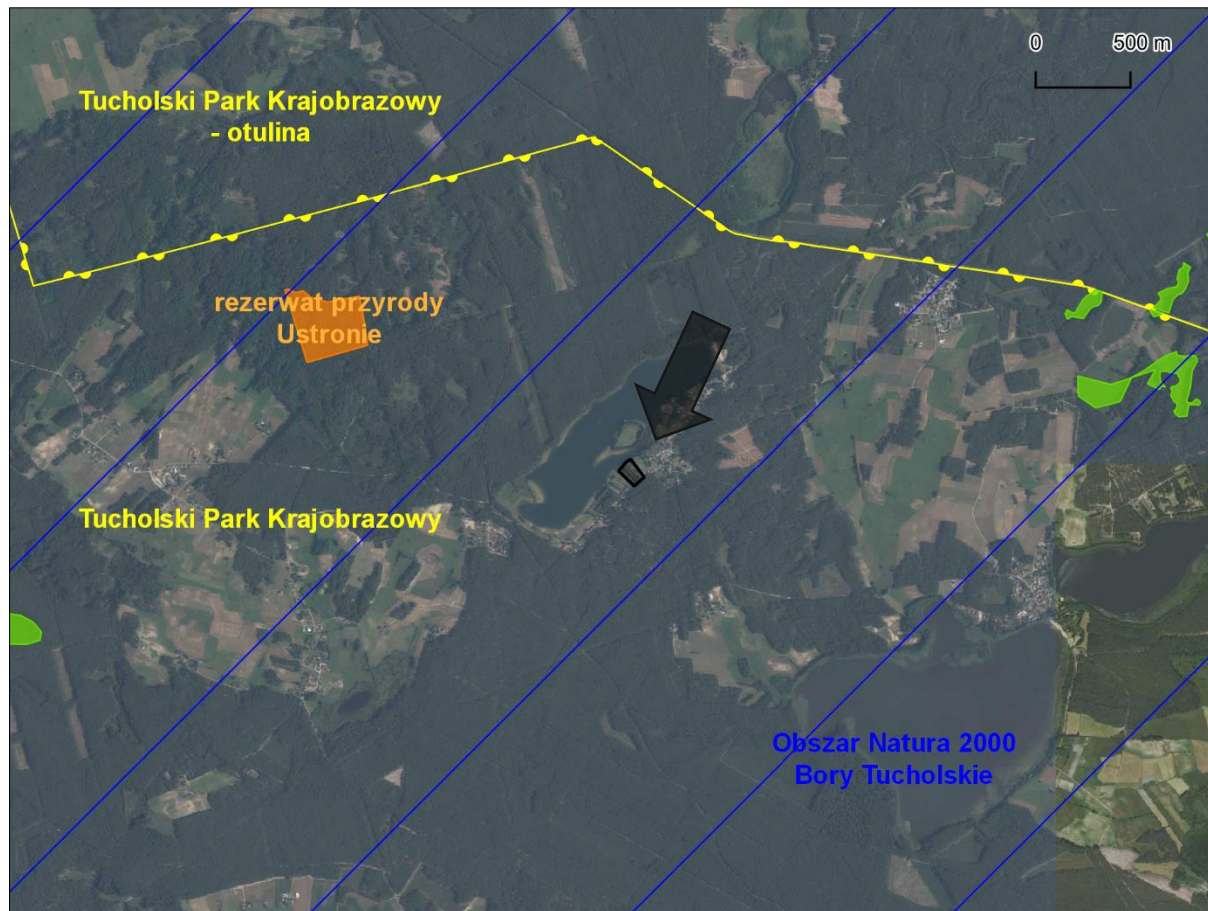 0 500 m
Tucholski Park Krajobrazowy
- otulina
rezerwat przyrody
Ustronie
Tucholski Park Krajobrazowy
Obszar Natura 2000
Bory Tucholskie